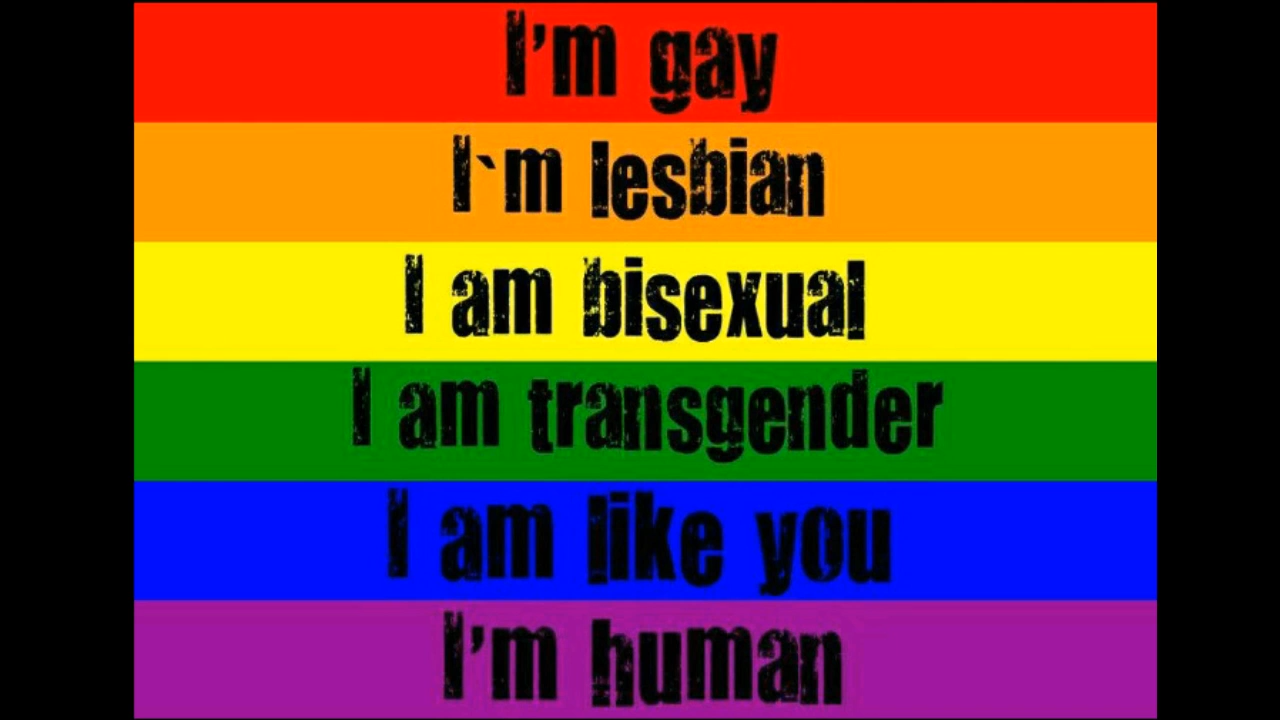 I'm gay
I`m lesbian
I am bisexual
I am transgender
I am like you
I'm human